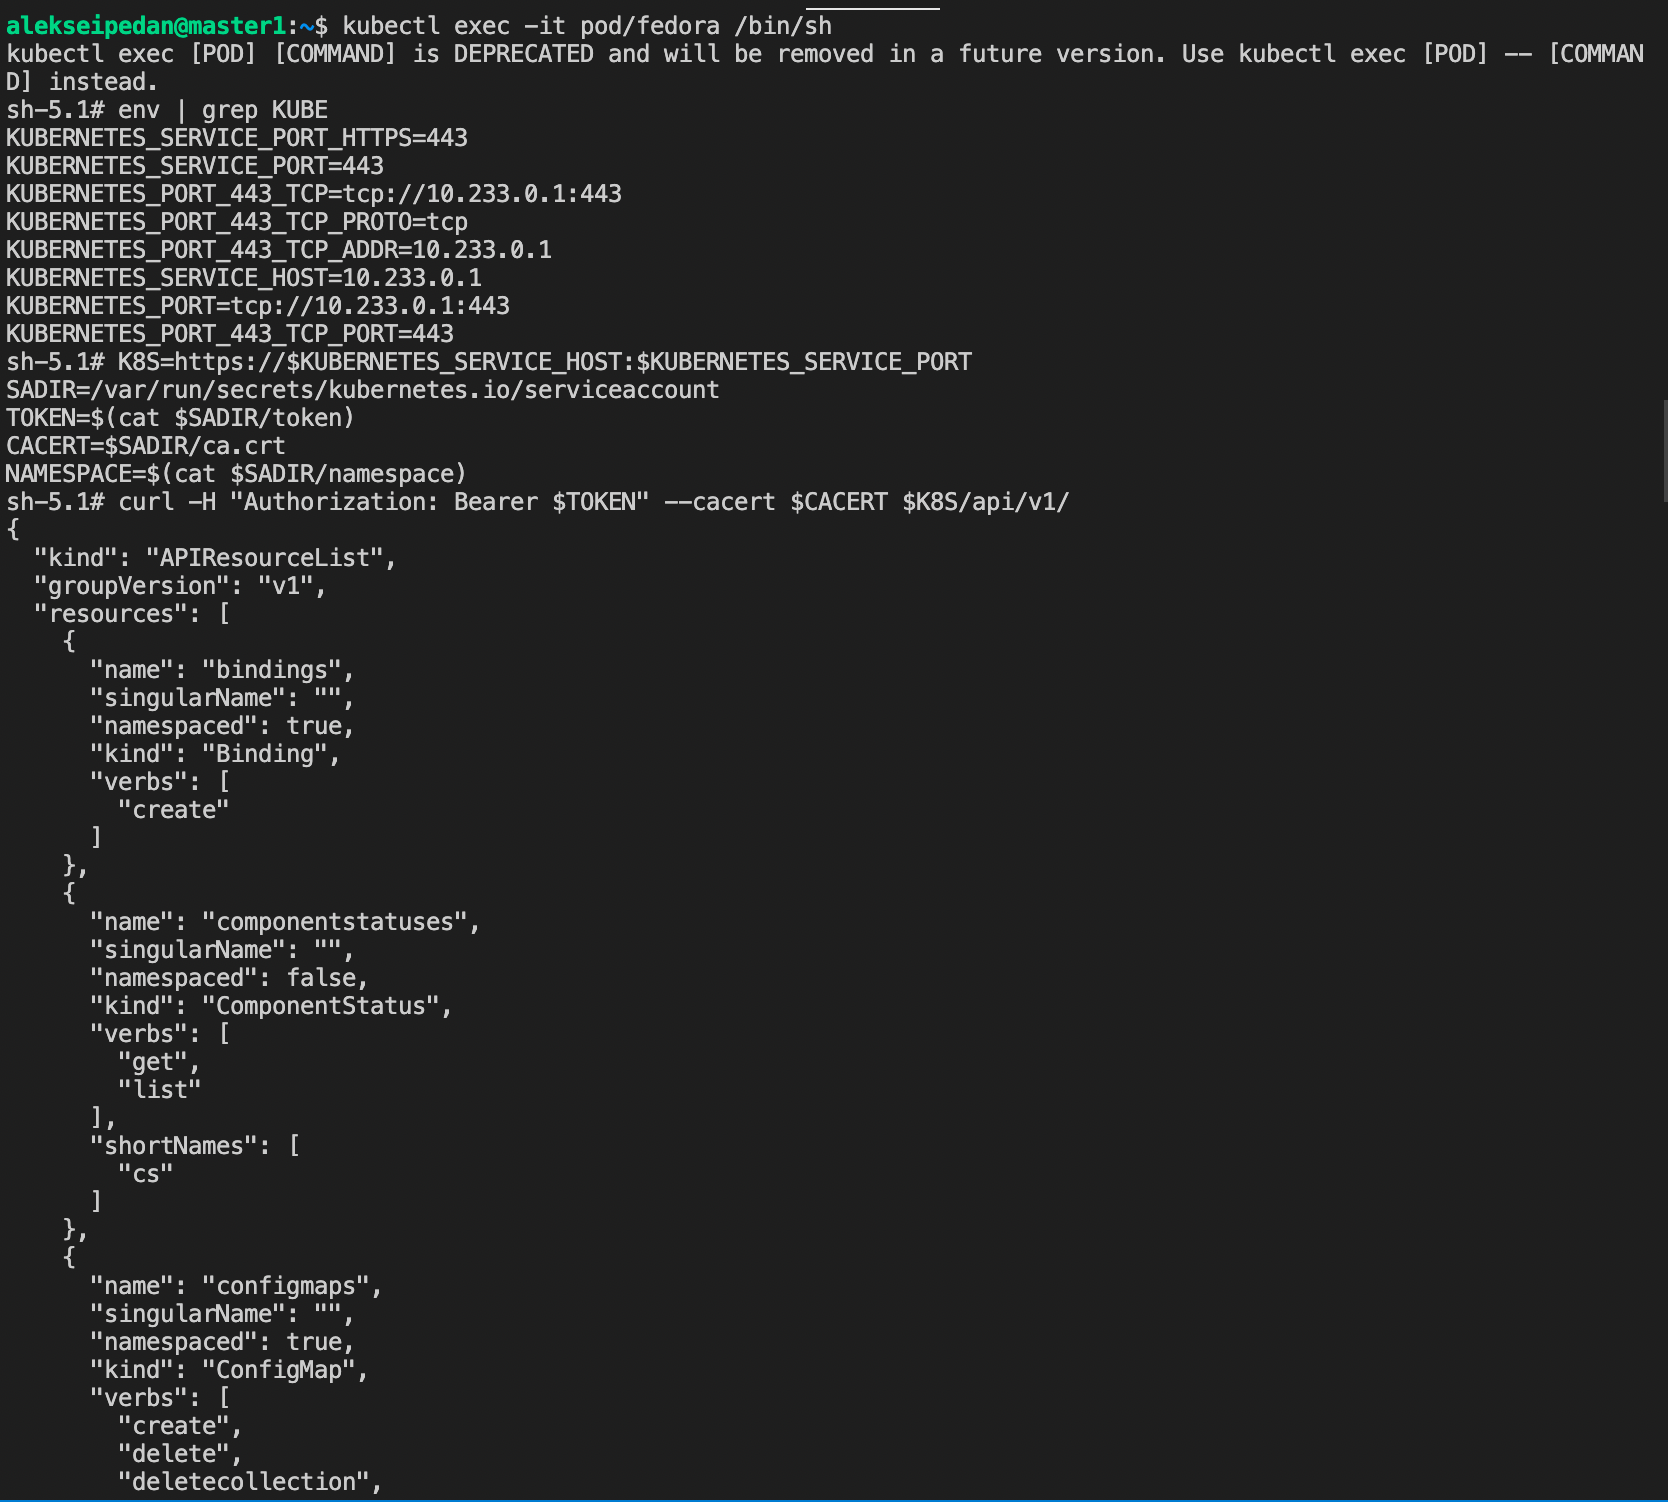 alekseipedan@master1:~$ kubectl exec -it pod/fedora /bin/sh
kubectl exec [POD] [COMMAND] is DEPRECATED and will be removed in a future version. Use kubectl exec [POD] -- [COMMAN
D] instead.
sh-5.1# env | grep KUBE
KUBERNETES_SERVICE_PORT_HTTPS=443
KUBERNETES_SERVICE_PORT=443
KUBERNETES_PORT_443_TCP=tcp://10.233.0.1:443
KUBERNETES_PORT_443_TCP_PROTO=tcp
KUBERNETES_PORT_443_TCP_ADDR=10.233.0.1
KUBERNETES_SERVICE_HOST=10.233.0.1
KUBERNETES_PORT=tcp://10.233.0.1:443
KUBERNETES_PORT_443_TCP_PORT=443
sh-5.1# K8S=https://$KUBERNETES_SERVICE_HOST:$KUBERNETES_SERVICE_PORT
SADIR=/var/run/secrets/kubernetes.io/serviceaccount
TOKEN=$(cat $SADIR/token)
CACERT=$SADIR/ca.crt
NAMESPACE=$(cat $SADIR/namespace)
sh-5.1# curl -H "Authorization: Bearer $TOKEN" --cacert $CACERT $K8S/api/v1/
{
  "kind": "APIResourceList",
  "groupVersion": "v1",
  "resources": [
    {
      "name": "bindings",
      "singularName": "",
      "namespaced": true,
      "kind": "Binding",
      "verbs": [
        "create"
      ]
    },
    {
      "name": "componentstatuses",
      "singularName": "",
      "namespaced": false,
      "kind": "ComponentStatus",
      "verbs": [
        "get",
        "list"
      ],
      "shortNames": [
        "cs"
      ]
    },
    {
      "name": "configmaps",
      "singularName": "",
      "namespaced": true,
      "kind": "ConfigMap",
      "verbs": [
        "create",
        "delete",
        "deletecollection",